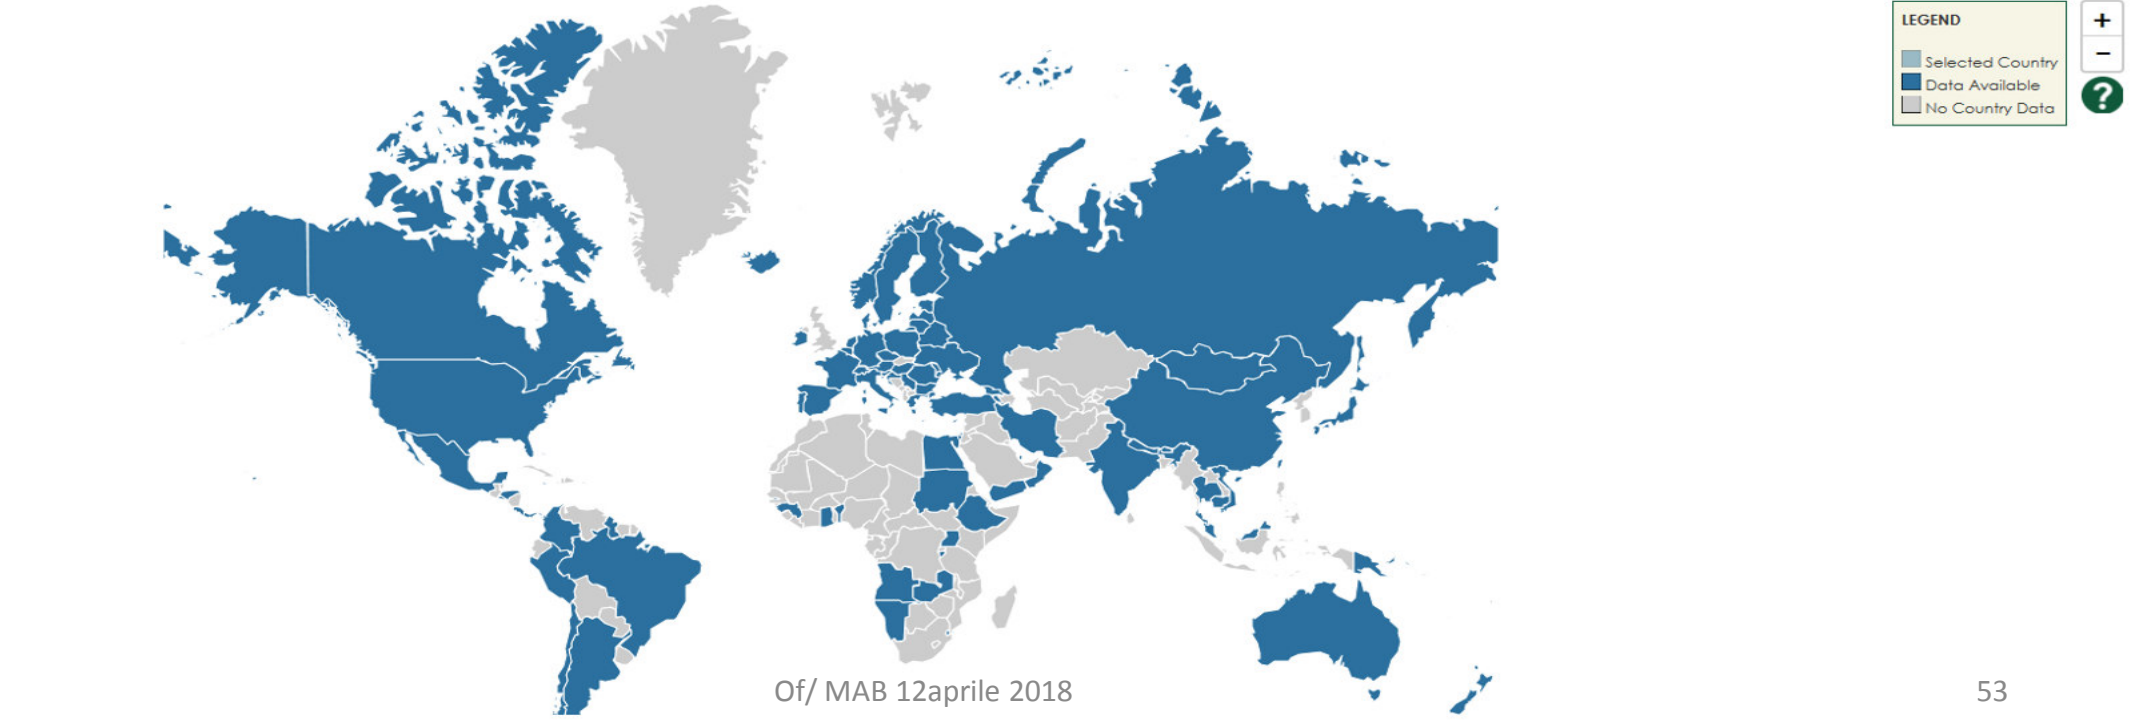 LEGEND
Selected Country
Data Available
No Country Data
+
−
?
Of/ MAB 12aprile 2018
53